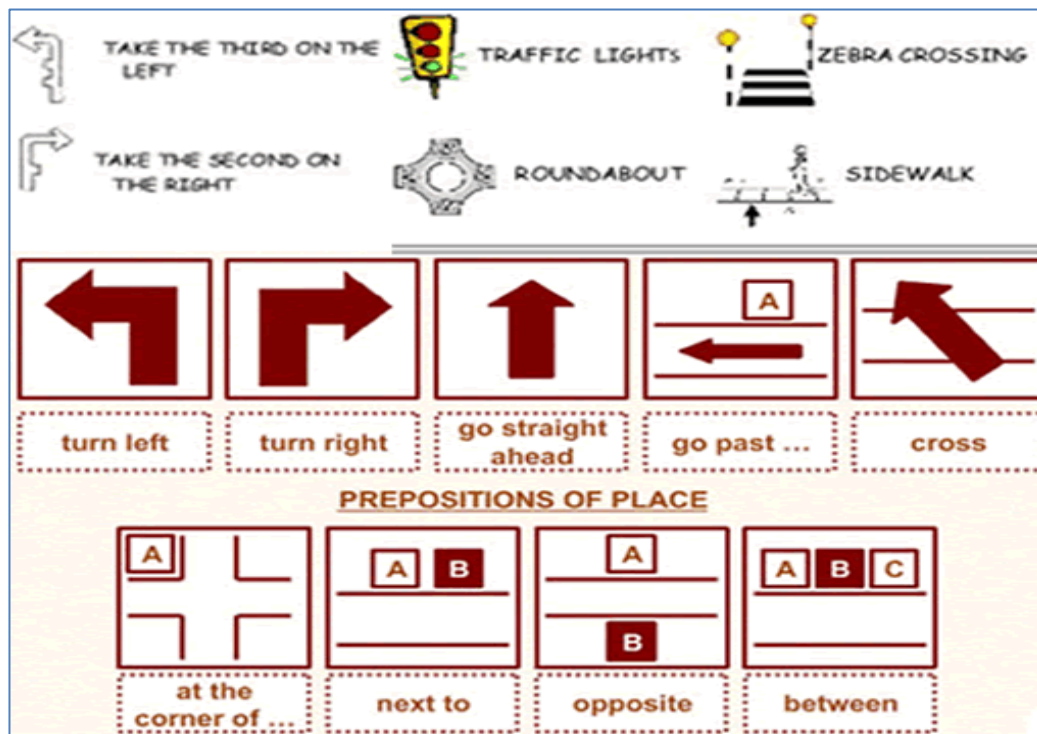 TAKE THE THIRD ON THE
LEFT
TRAFFIC LIGHTS
ZEBRA CROSSING
TAKE THE SECOND ON
THE RIGHT
ROUNDABOUT
SIDEWALK
A
turn left
turn right
go straight
ahead
go past ...
cross
PREPOSITIONS OF PLACE
A
A B
A
B
A B C
at the
corner of ...
next to
opposite
between